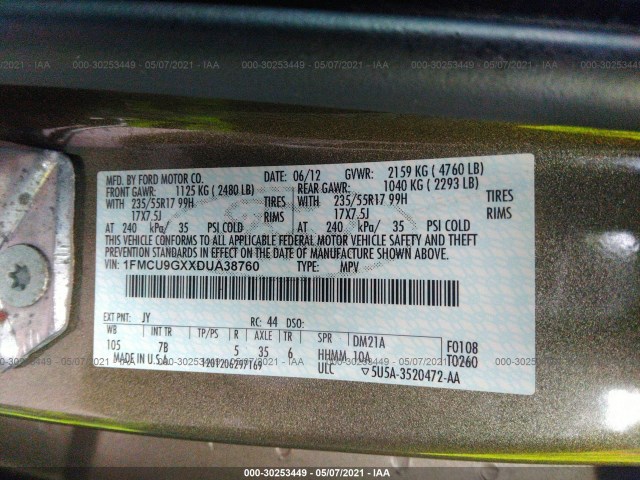 000-30253449 - 05/07/2021 - IAA
MFD. BY FORD MOTOR CO. DATE: 06/12 GVWR: 2159 KG ( 4760 LB)
FRONT GAWR: 1125 KG ( 2480 LB) REAR GAWR: 1040 KG ( 2293 LB)
WITH 235/55R17 99H TIRES WITH 235/55R17 99H TIRES
17X7.5J RIMS 17X7.5J RIMS
AT 240 kPa/ 35 PSI COLD AT 240 kPa/ 35 PSI COLD
THIS VEHICLE CONFORMS TO ALL APPLICABLE FEDERAL MOTOR VEHICLE SAFETY AND THEFT
PREVENTION STANDARDS IN EFFECT ON THE DATE OF MANUFACTURE SHOWN ABOVE.
VIN: 1FMCU9GXXDUA38760 TYPE: MPV
EXT PNT: JY RC: 44 DSO:
WB INT TR TP/PS R AXLE TR SPR DM21A F0108
105 7B 5 35 6 HHMM 10A T0260
MADE IN U.S.A. ULC 5U5A-3520472-AA
000-30253449 - 05/07/2021 - IAA